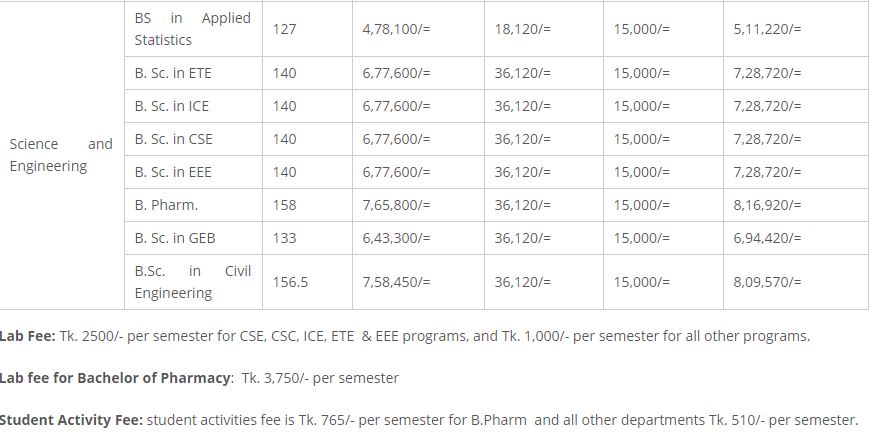 BS in Applied
Statistics
127
4,78,100/=
18,120/=
15,000/=
5,11,220/=
B. Sc. in ETE
140
6,77,600/=
36,120/=
15,000/=
7,28,720/=
B. Sc. in ICE
140
6,77,600/=
36,120/=
15,000/=
7,28,720/=
Science and
Engineering
B. Sc. in CSE
140
6,77,600/=
36,120/=
15,000/=
7,28,720/=
B. Sc. in EEE
140
6,77,600/=
36,120/=
15,000/=
7,28,720/=
B. Pharm.
158
7,65,800/=
36,120/=
15,000/=
8,16,920/=
B. Sc. in GEB
133
6,43,300/=
36,120/=
15,000/=
6,94,420/=
B.Sc. in Civil
Engineering
156.5
7,58,450/=
36,120/=
15,000/=
8,09,570/=
Lab Fee: Tk. 2500/- per semester for CSE, CSC, ICE, ETE & EEE programs, and Tk. 1,000/- per semester for all other programs.
Lab fee for Bachelor of Pharmacy: Tk. 3,750/- per semester
Student Activity Fee: student activities fee is Tk. 765/- per semester for B.Pharm and all other departments Tk. 510/- per semester.